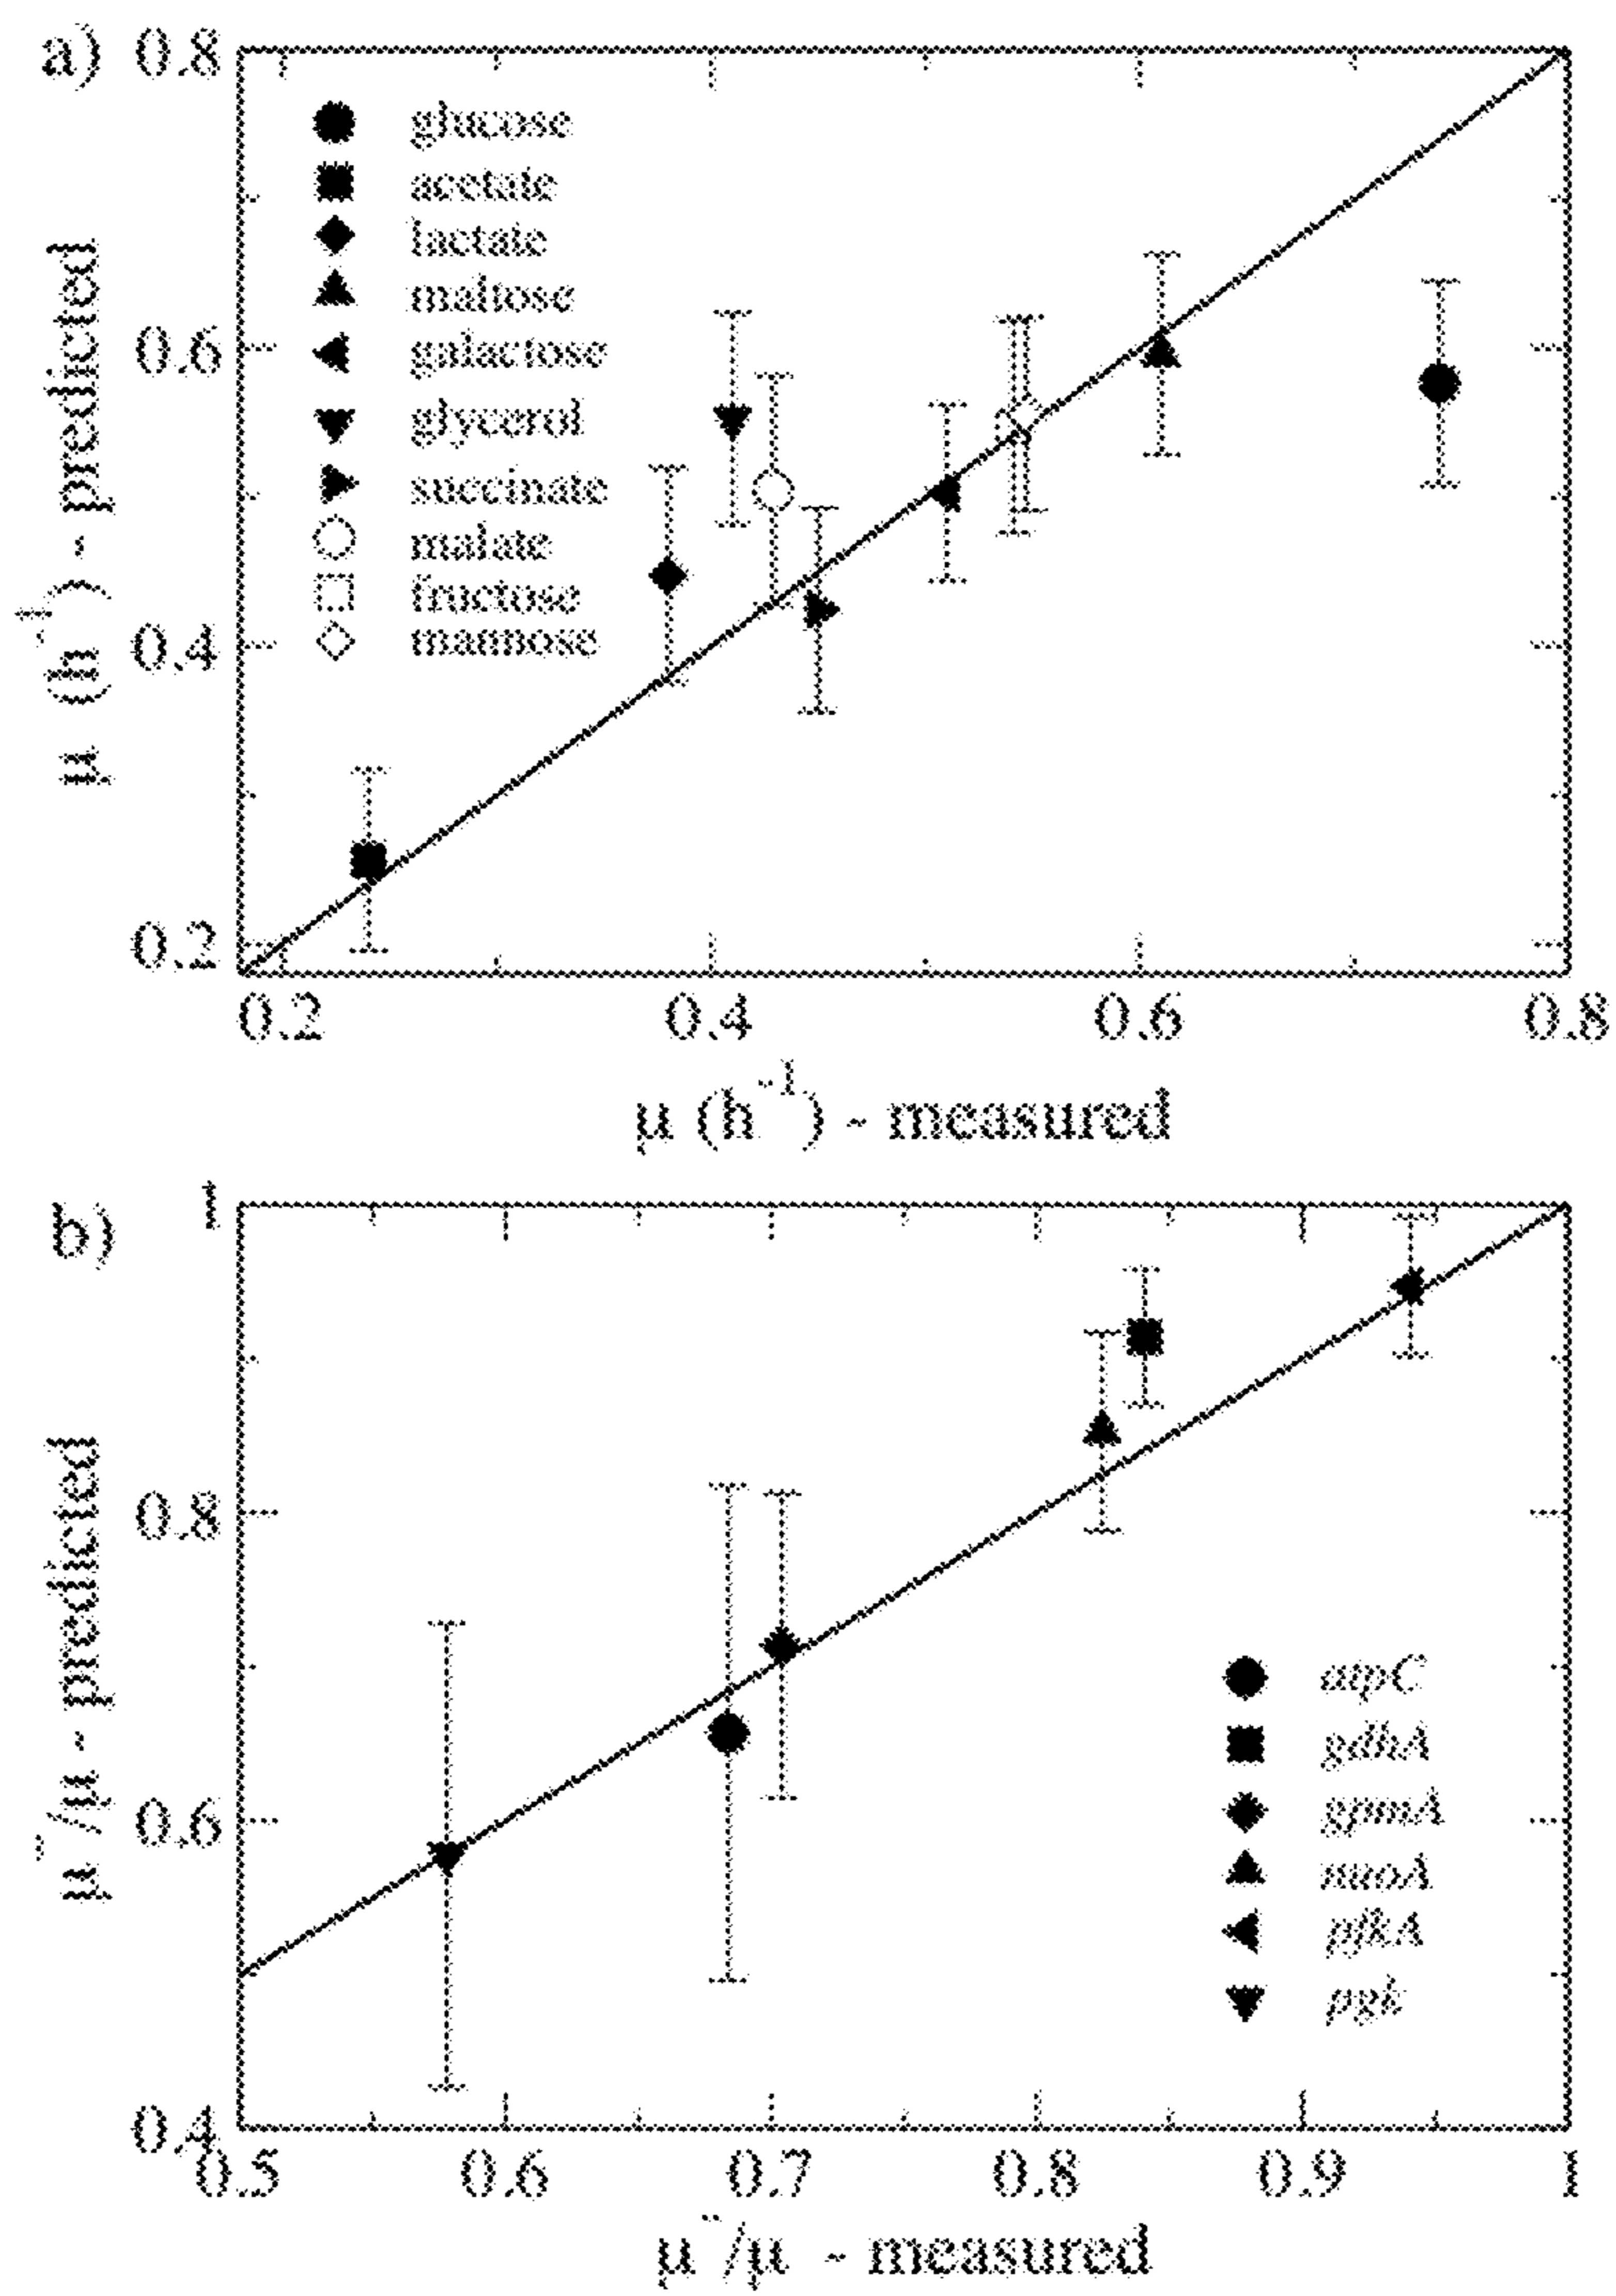 a)
0.8
0.6
0.4
0.2
μ (h⁻¹) - predicted
glucose
acetate
lactate
maltose
galactose
glycerol
succinate
malate
fructose
mannose
0.2 0.4 0.6 0.8
μ (h⁻¹) - measured
b)
1
0.8
0.6
0.4
μ⁻/μ - predicted
atpC
gdhA
gpmA
nuoA
pfkA
pgk
0.5 0.6 0.7 0.8 0.9 1
μ⁻/μ - measured